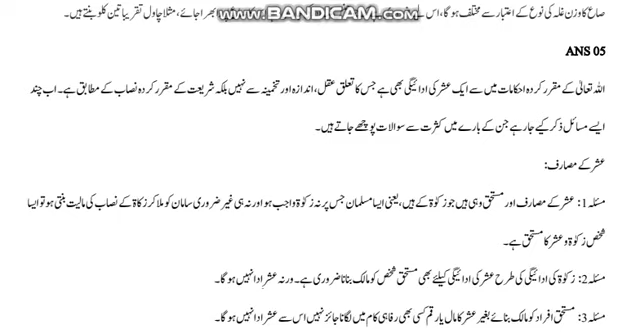 صاع کا وزن غلہ کی نوع کے اعتبار سے مختلف ہوگا، اس لے بھرا جائے، مثلا چاول تقریبا تین کلو بنتے ہیں۔
www.BANDICAM.com
ANS 05
اللہ تعالیٰ کے مقرر کردہ احکامات میں سے ایک عشر کی ادائیگی بھی ہے جس کا تعلق عقل، اندازہ اور تخمینہ سے نہیں بلکہ شریعت کے مقرر کردہ نصاب کے مطابق ہے۔ اب چند
ایسے مسائل ذکر کیے جارہے ہیں جن کے بارے میں کثرت سے سوالات پوچھے جاتے ہیں۔
عشر کے مصارف:
مسئلہ 1: عشر کے مصارف اور مستحق وہی ہیں جو زکوٰۃ کے ہیں، یعنی ایسا مسلمان جس پر نہ زکوٰۃ واجب ہو اور نہ ہی غیر ضروری سامان کو ملا کر زکاۃ کے نصاب کی مالیت بنتی ہو تو ایسا
شخص زکوٰۃ و عشر کا مستحق ہے۔
مسئلہ 2: زکوٰۃ کی ادائیگی کی طرح عشر کی ادائیگی کیلئے بھی مستحق شخص کو مالک بنانا ضروری ہے۔ ورنہ عشر ادا نہیں ہوگا۔
مسئلہ 3: مستحق افراد کو مالک بنائے بغیر عشر کا مال یا رقم کسی بھی رفاہی کام میں لگانا جائز نہیں اس سے عشر ادا نہیں ہوگا۔